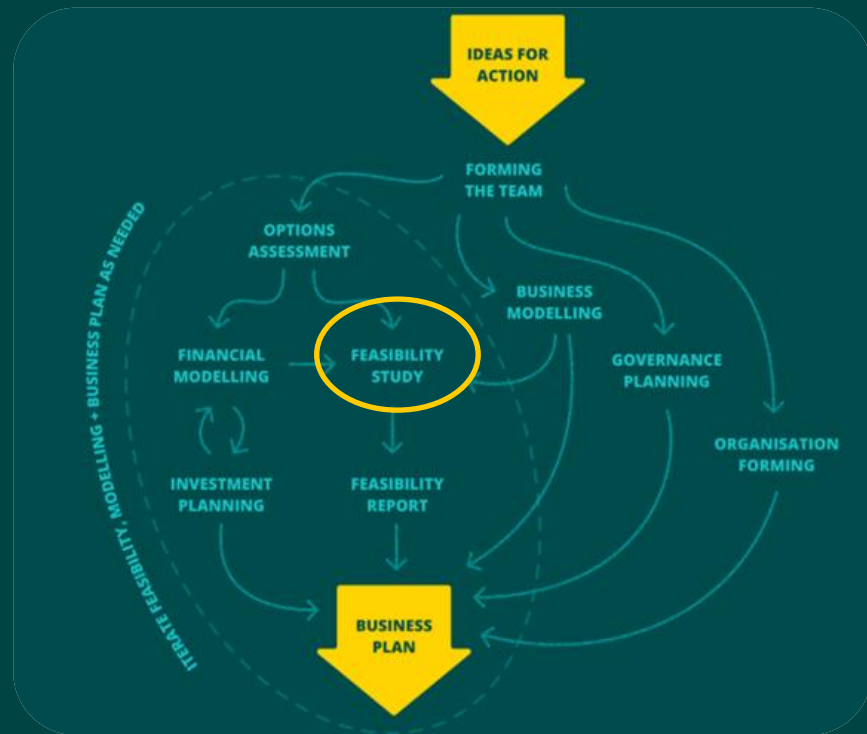 IDEAS FOR
ACTION
FORMING
THE TEAM
OPTIONS
ASSESSMENT
BUSINESS
MODELLING
FINANCIAL
MODELLING
FEASIBILITY
STUDY
GOVERNANCE
PLANNING
ORGANISATION
FORMING
INVESTMENT
PLANNING
FEASIBILITY
REPORT
BUSINESS
PLAN
ITERATE FEASIBILITY, MODELLING + BUSINESS PLAN AS NEEDED